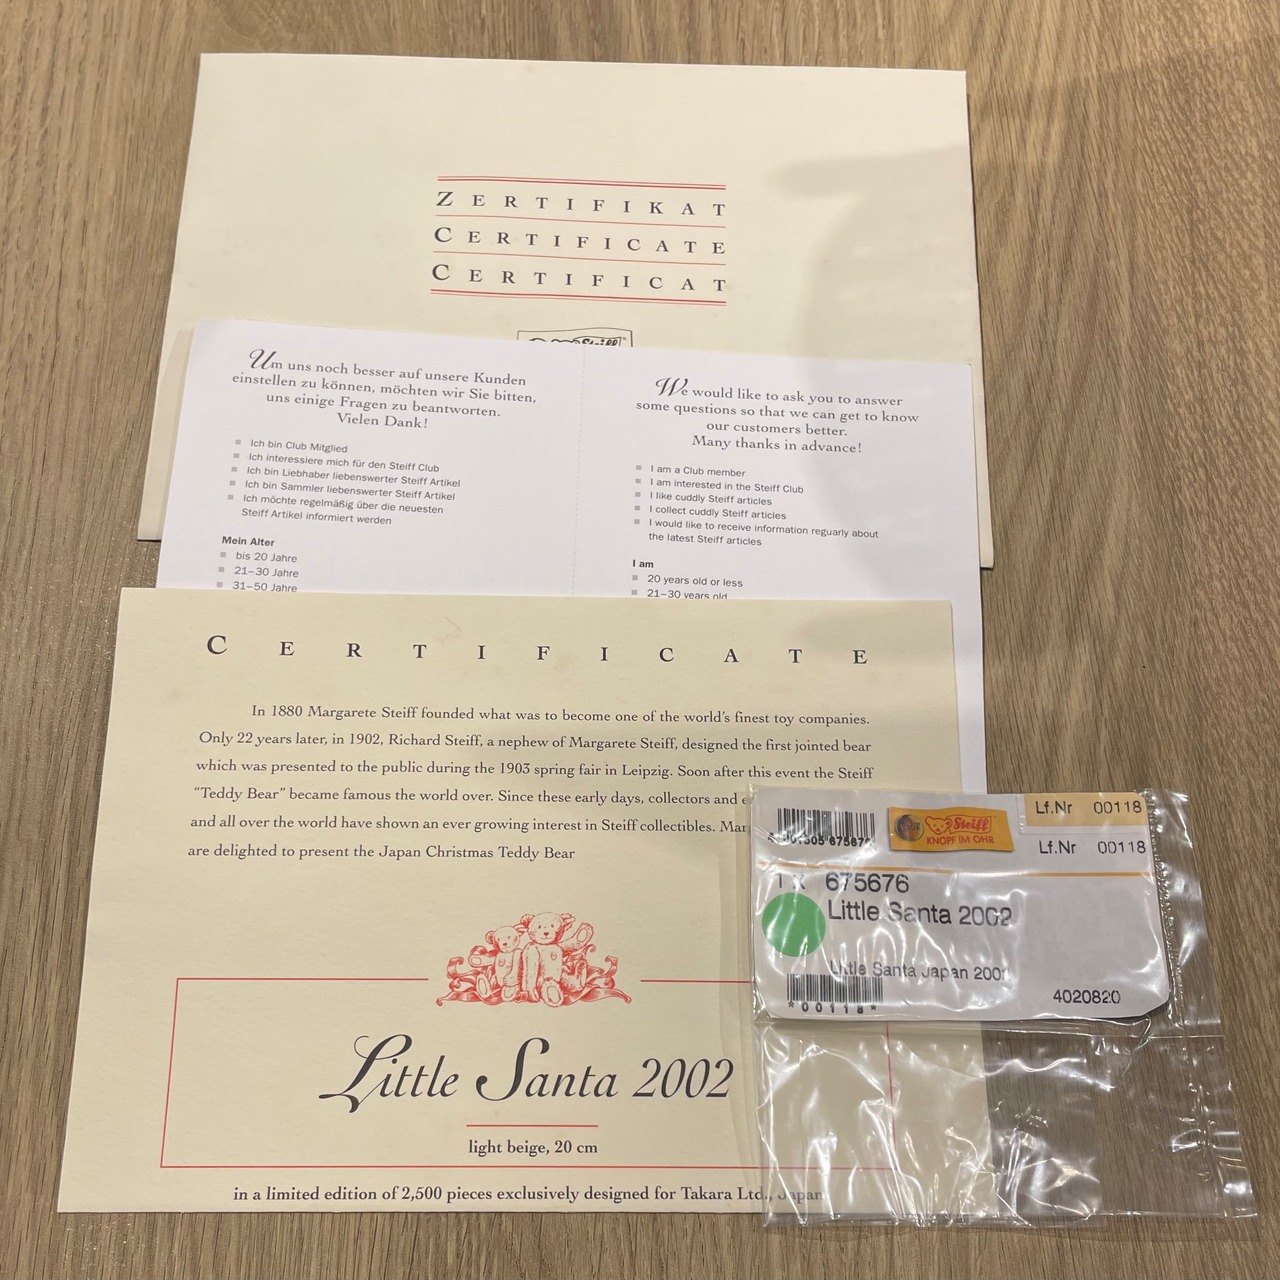 ZERTIFIKAT
CERTIFICATE
CERTIFICAT
Steiff
Um uns noch besser auf unsere Kunden
einstellen zu können, möchten wir Sie bitten,
uns einige Fragen zu beantworten.
Vielen Dank!
Ich bin Club Mitglied
Ich interessiere mich für den Steiff Club
Ich bin Liebhaber liebenswerter Steiff Artikel
Ich bin Sammler liebenswerter Steiff Artikel
Ich möchte regelmäßig über die neuesten
Steiff Artikel informiert werden
Mein Alter
bis 20 Jahre
21–30 Jahre
31–50 Jahre
We would like to ask you to answer
some questions so that we can get to know
our customers better.
Many thanks in advance!
I am a Club member
I am interested in the Steiff Club
I like cuddly Steiff articles
I collect cuddly Steiff articles
I would like to receive information reguarly about
the latest Steiff articles
I am
20 years old or less
21–30 years old
CERTIFICATE
In 1880 Margarete Steiff founded what was to become one of the world's finest toy companies.
Only 22 years later, in 1902, Richard Steiff, a nephew of Margarete Steiff, designed the first jointed bear
which was presented to the public during the 1903 spring fair in Leipzig. Soon after this event the Steiff
"Teddy Bear" became famous the world over. Since these early days, collectors and
and all over the world have shown an ever growing interest in Steiff collectibles.
are delighted to present the Japan Christmas Teddy Bear
Little Santa 2002
light beige, 20 cm
in a limited edition of 2,500 pieces exclusively designed for Takara Ltd., Japan
Steiff
KNOPF IM OHR
Lf.Nr 00118
Lf.Nr 00118
1 X 675676
Little Santa 2002
Little Santa Japan 2001
*00118*
4020820